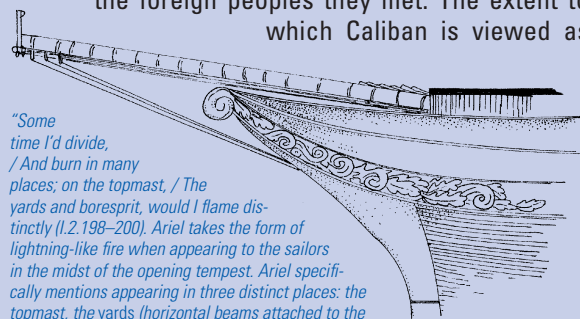 the foreign peoples they met. The extent to
which Caliban is viewed as
"Some
time I'd divide,
/ And burn in many
places; on the topmast, / The
yards and boresprit, would I flame dis-
tinctly (I.2.198–200). Ariel takes the form of
lightning-like fire when appearing to the sailors
in the midst of the opening tempest. Ariel specifi-
cally mentions appearing in three distinct places: the
topmast, the yards (horizontal beams attached to the